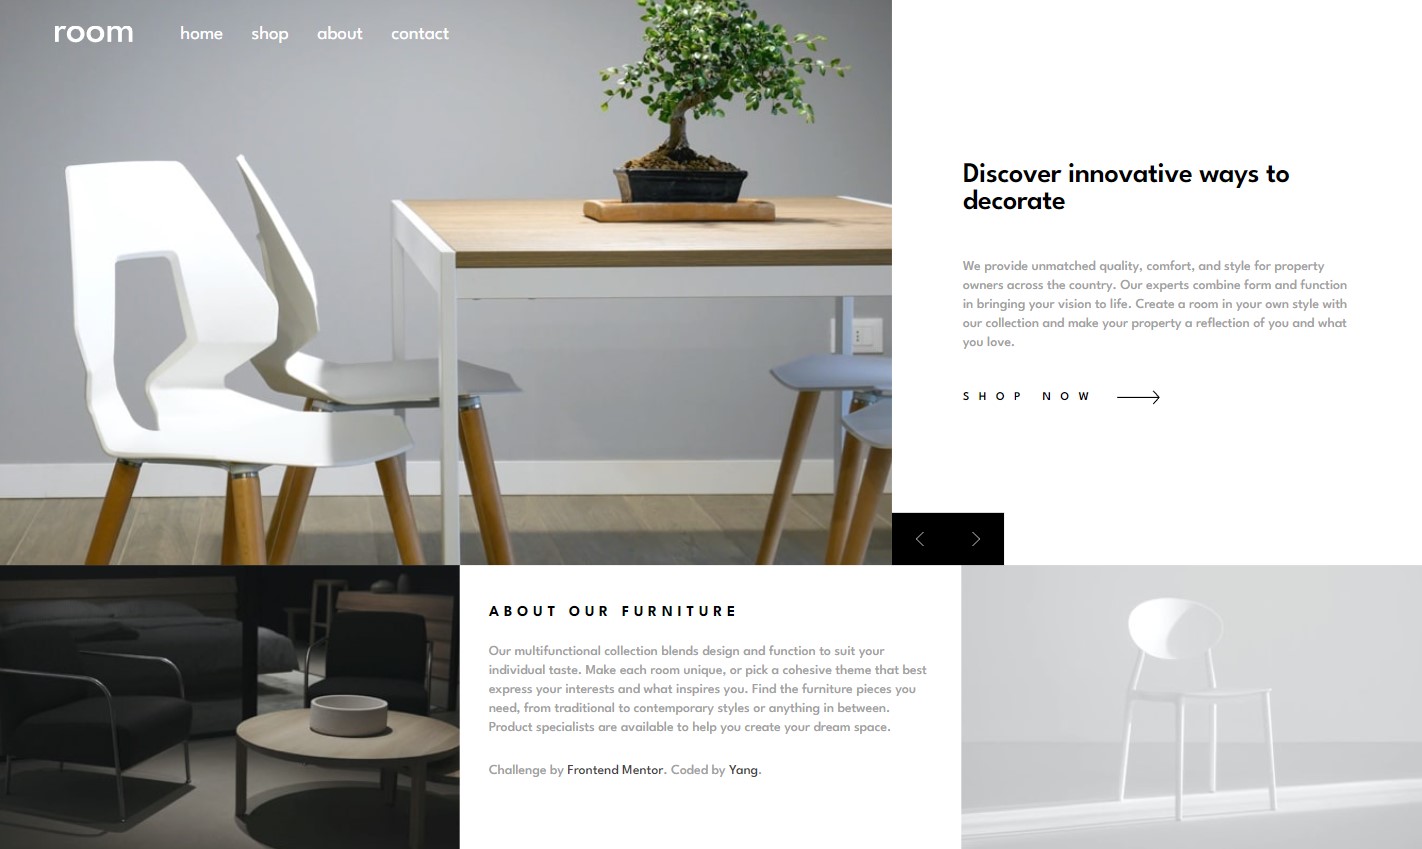 room
home shop about contact
Discover innovative ways to
decorate
We provide unmatched quality, comfort, and style for property
owners across the country. Our experts combine form and function
in bringing your vision to life. Create a room in your own style with
our collection and make your property a reflection of you and what
you love.
SHOP NOW
ABOUT OUR FURNITURE
Our multifunctional collection blends design and function to suit your
individual taste. Make each room unique, or pick a cohesive theme that best
express your interests and what inspires you. Find the furniture pieces you
need, from traditional to contemporary styles or anything in between.
Product specialists are available to help you create your dream space.
Challenge by Frontend Mentor. Coded by Yang.